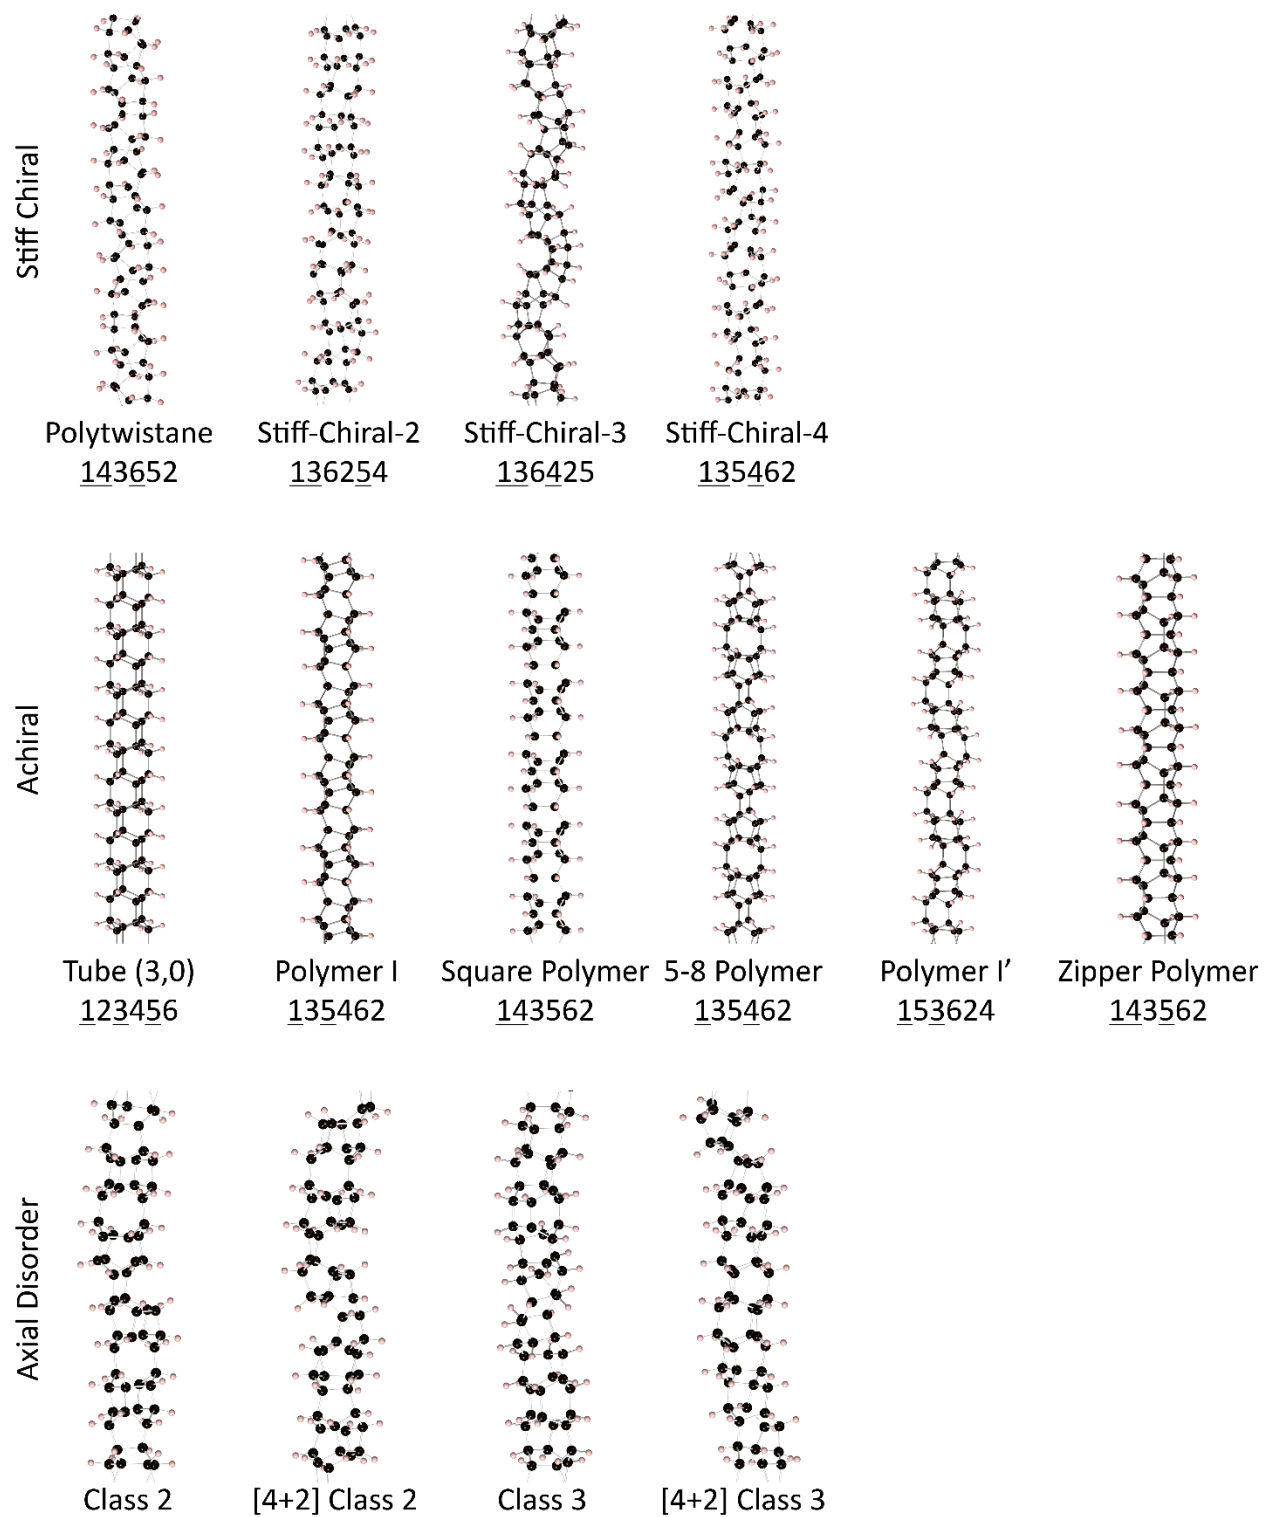 Stiff Chiral
Polytwistane
Stiff-Chiral-2
Stiff-Chiral-3
Stiff-Chiral-4
143652
136254
136425
135462
Achiral
Tube (3,0)
Polymer I
Square Polymer
5-8 Polymer
Polymer I’
Zipper Polymer
123456
135462
143562
135462
153624
143562
Axial Disorder
Class 2
[4+2] Class 2
Class 3
[4+2] Class 3